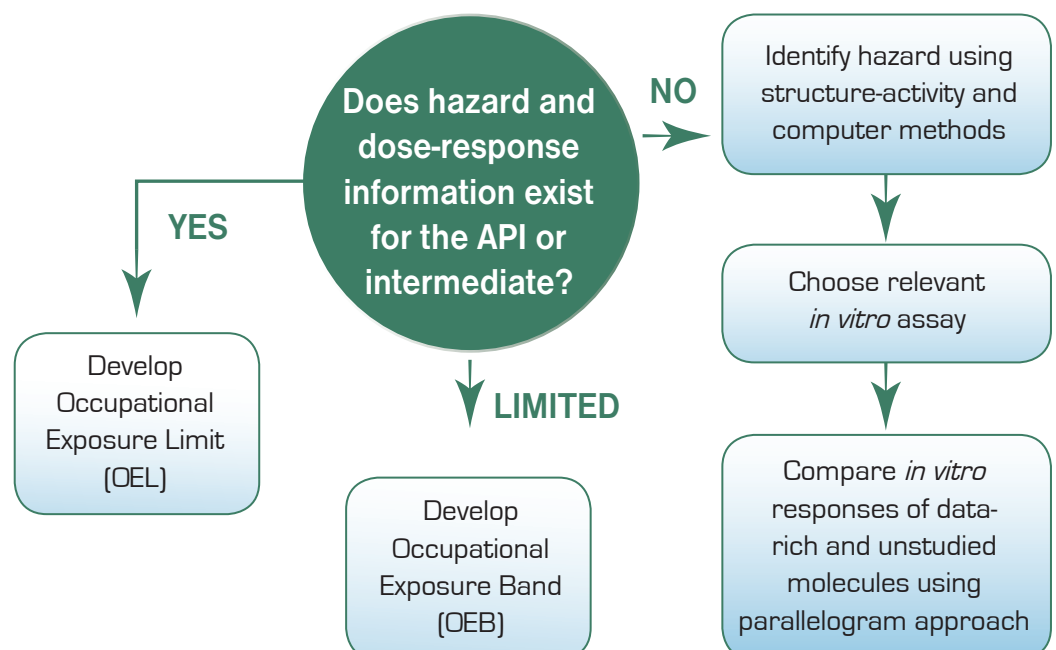 Does hazard and
dose-response
information exist
for the API or
intermediate?
YES
Develop
Occupational
Exposure Limit
(OEL)
LIMITED
Develop
Occupational
Exposure Band
(OEB)
NO
Identify hazard using
structure-activity and
computer methods
Choose relevant
in vitro assay
Compare in vitro
responses of data-
rich and unstudied
molecules using
parallelogram approach